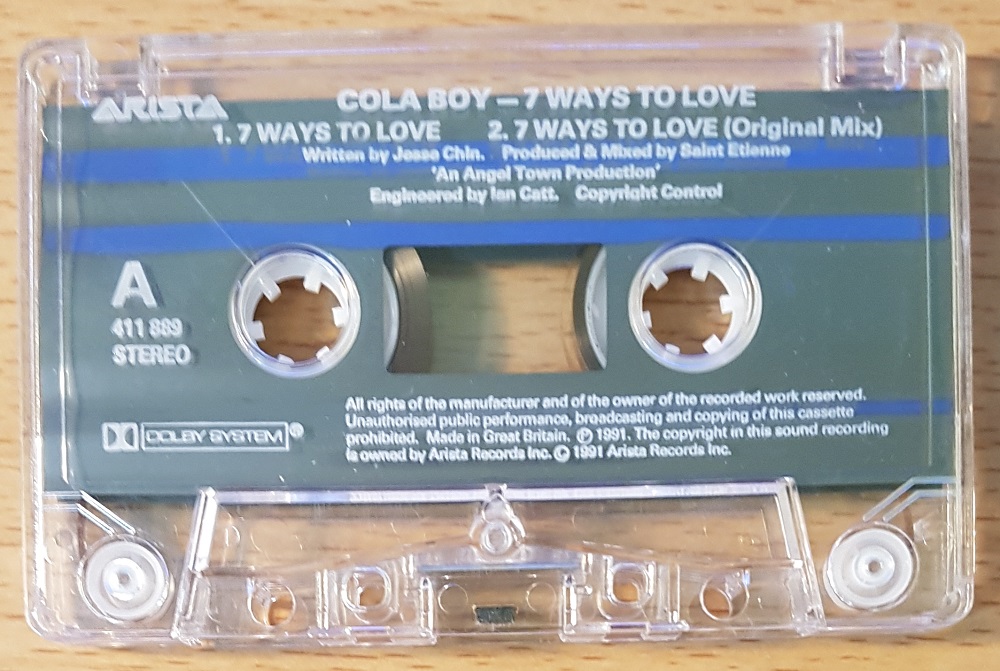 ARISTA
COLA BOY – 7 WAYS TO LOVE
1. 7 WAYS TO LOVE 2. 7 WAYS TO LOVE (Original Mix)
Written by Jesse Chin. Produced & Mixed by Saint Etienne
'An Angel Town Production'
Engineered by Ian Catt. Copyright Control
A
411 889
STEREO
DOLBY SYSTEM®
All rights of the manufacturer and of the owner of the recorded work reserved.
Unauthorised public performance, broadcasting and copying of this cassette
prohibited. Made in Great Britain. ℗ 1991. The copyright in this sound recording
is owned by Arista Records Inc. © 1991 Arista Records Inc.